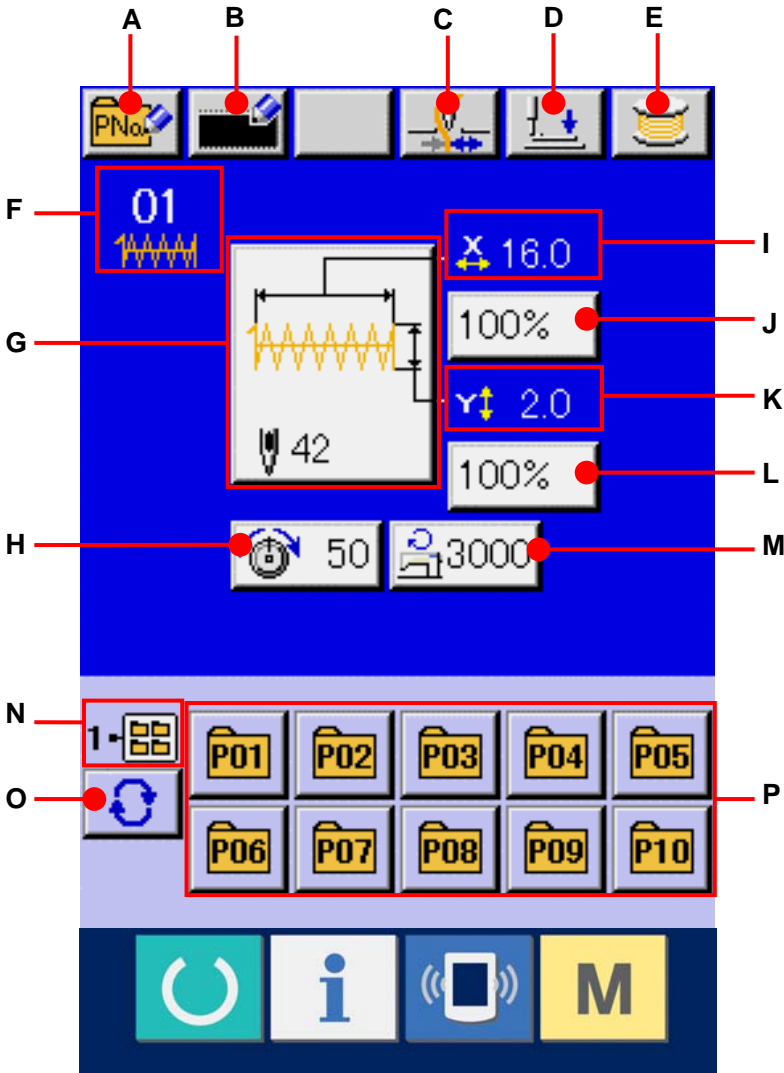 A B C D E
PNo.
F 01
I X 16.0
G
J 100%
K Y 2.0
42
L 100%
H 50 3000 M
N 1
P01 P02 P03 P04 P05
O P
P06 P07 P08 P09 P10
i M